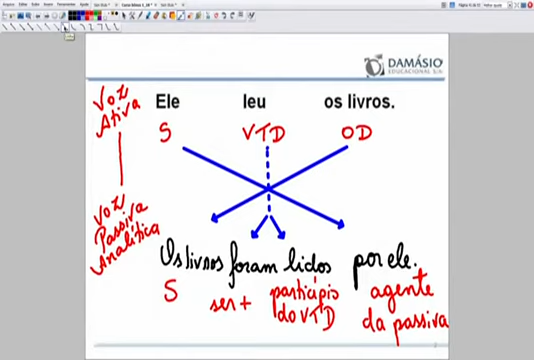 DAMÁSIO
EDUCACIONAL S/A
Voz
Ativa
Ele leu os livros.
S VTD OD
Voz
Passiva
Analítica
Os livros foram lidos por ele.
S ser + particípio do VTD agente da passiva